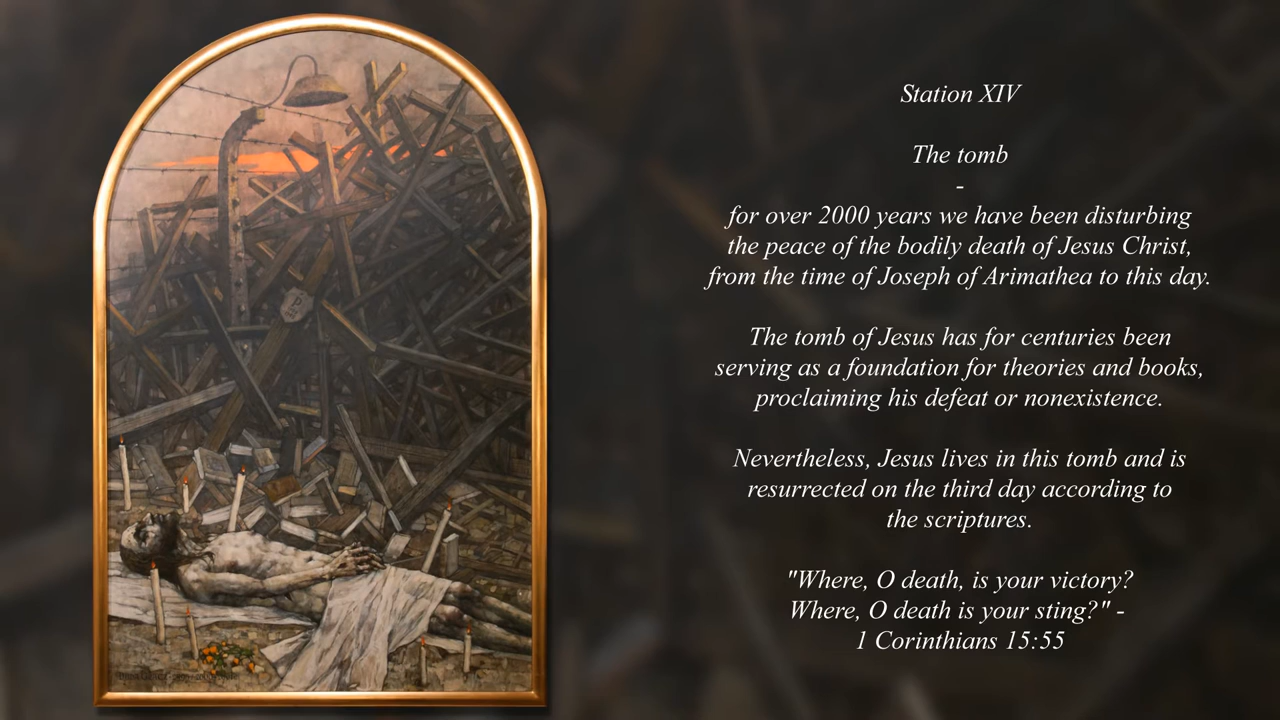 Station XIV
The tomb
-
for over 2000 years we have been disturbing
the peace of the bodily death of Jesus Christ,
from the time of Joseph of Arimathea to this day.
The tomb of Jesus has for centuries been
serving as a foundation for theories and books,
proclaiming his defeat or nonexistence.
Nevertheless, Jesus lives in this tomb and is
resurrected on the third day according to
the scriptures.
"Where, O death, is your victory?
Where, O death is your sting?" -
1 Corinthians 15:55
P